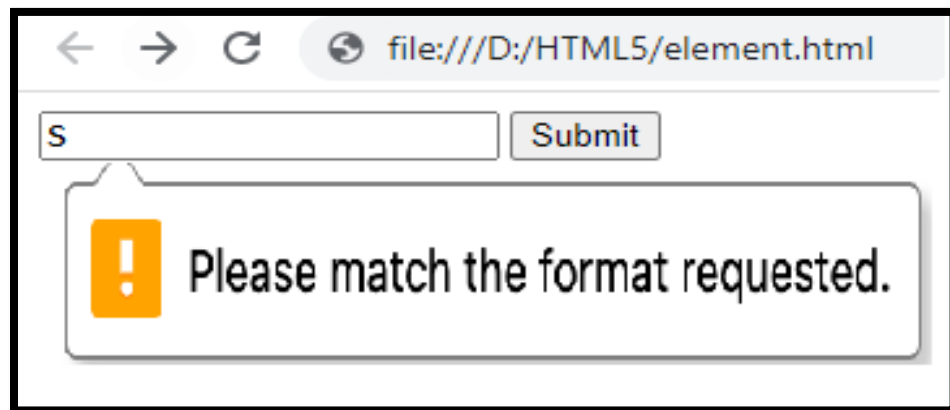 file:///D:/HTML5/element.html
S Submit
!
Please match the format requested.